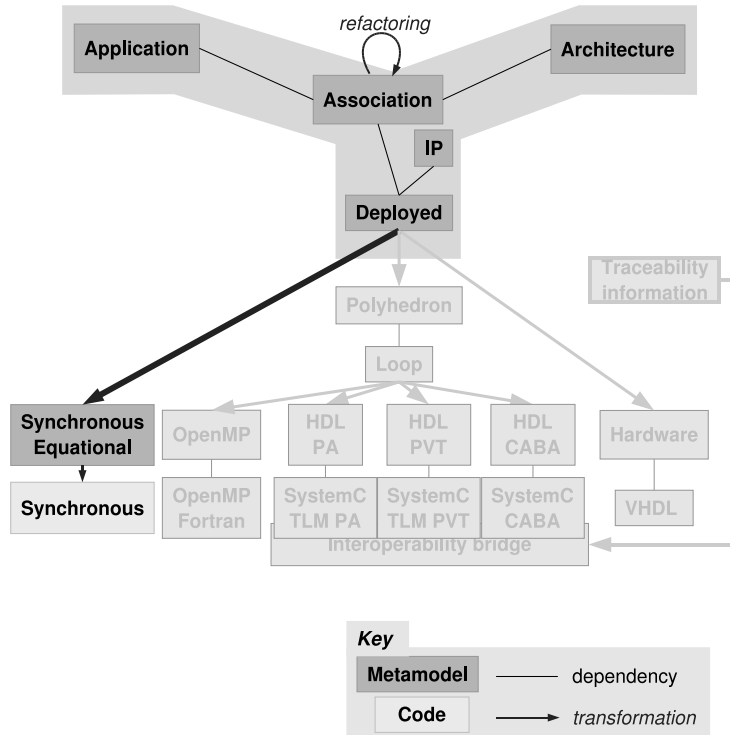 refactoring
Application
Architecture
Association
IP
Deployed
Traceability
information
Polyhedron
Loop
Synchronous
Equational
OpenMP
HDL
PA
HDL
PVT
HDL
CABA
Hardware
Synchronous
OpenMP
Fortran
SystemC
TLM PA
SystemC
TLM PVT
SystemC
CABA
VHDL
Interoperability bridge
Key
Metamodel
dependency
Code
transformation